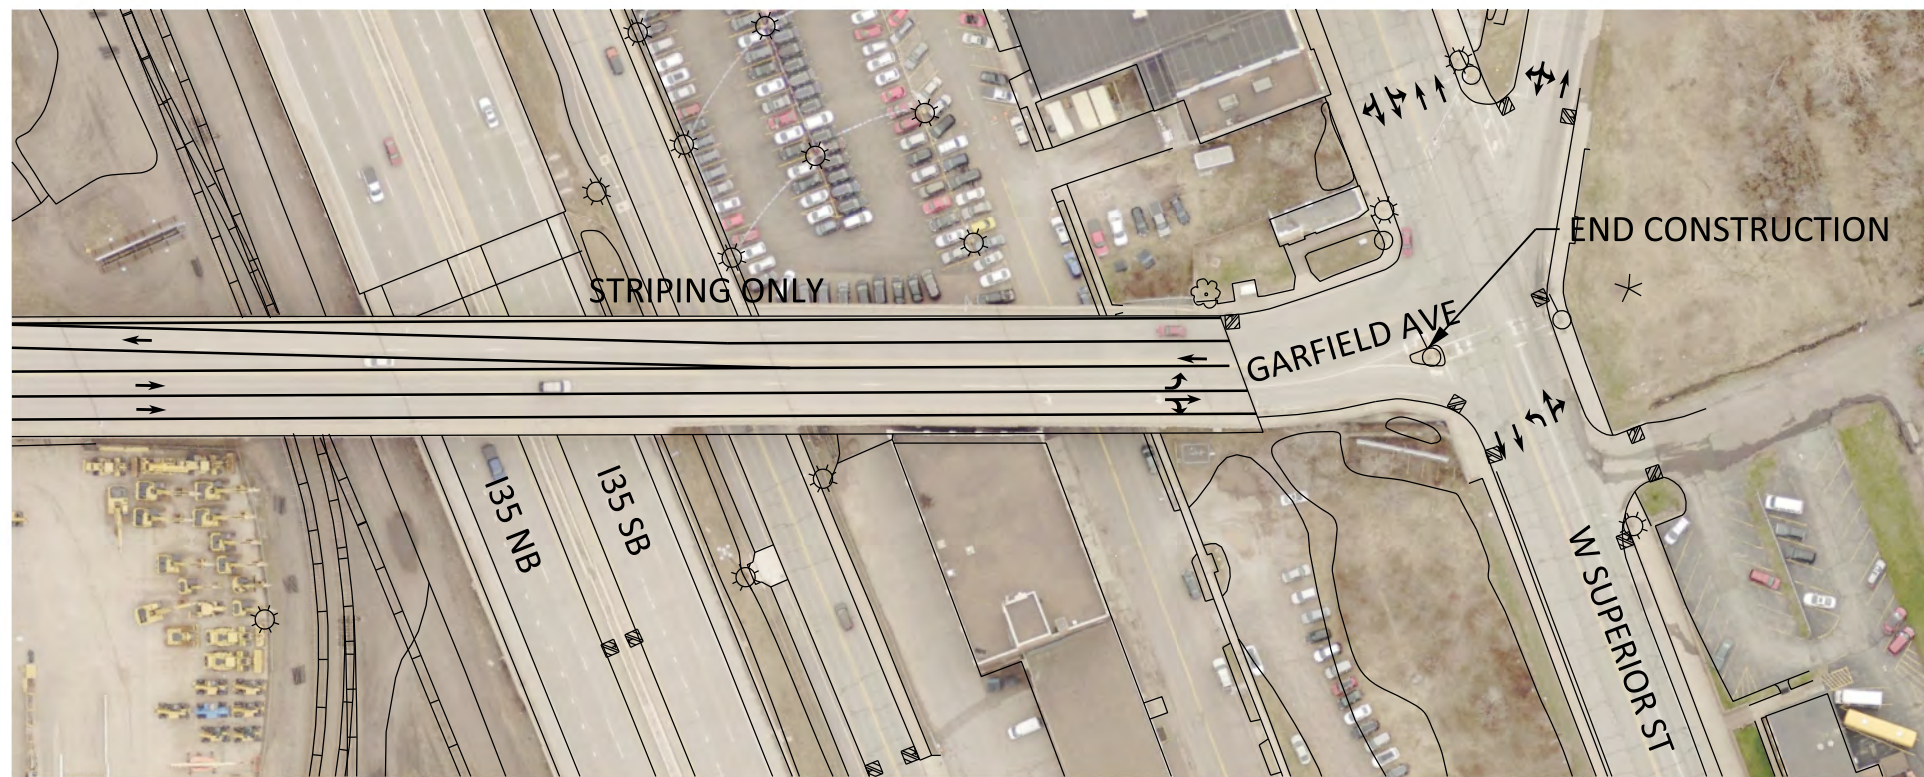 END CONSTRUCTION
STRIPING ONLY
GARFIELD AVE
I35 NB
I35 SB
W SUPERIOR ST